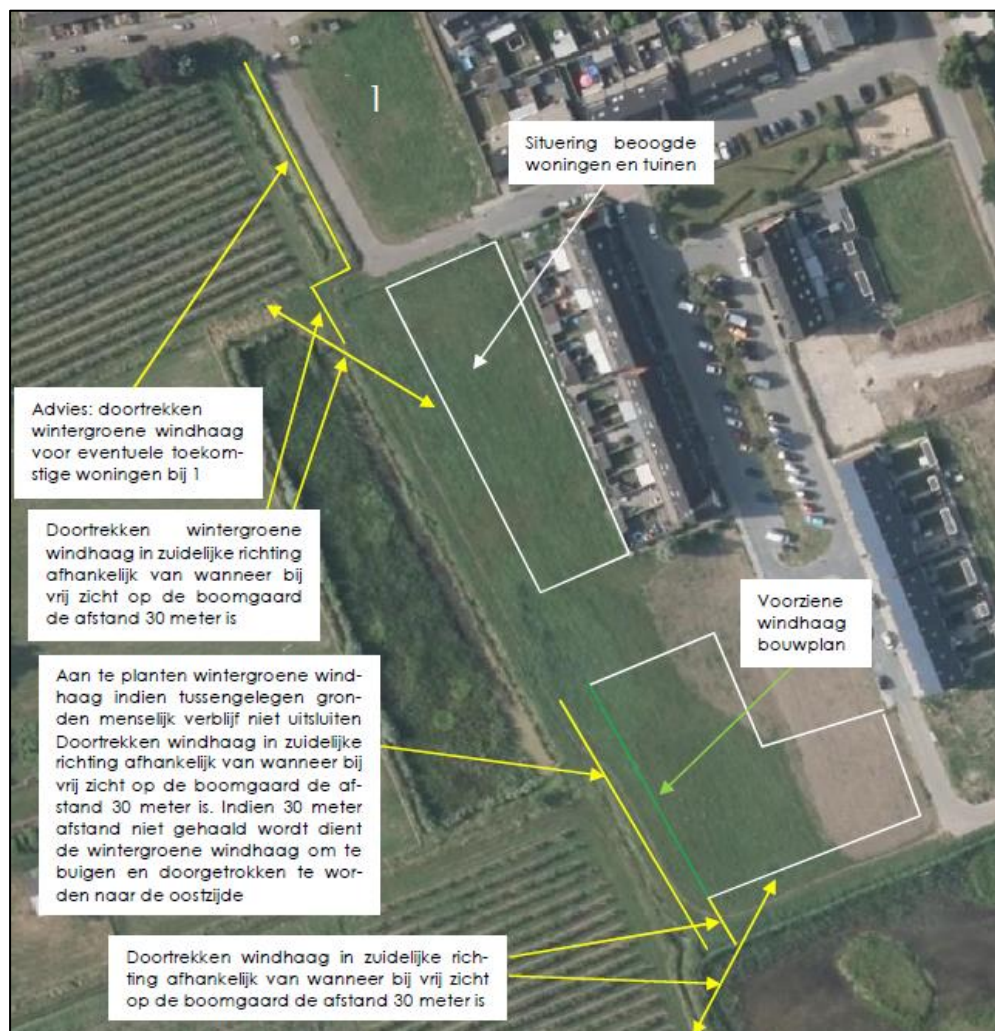 1
Situering beoogde
woningen en tuinen
Advies: doortrekken
wintergroene windhaag
voor eventuele toekom-
stige woningen bij 1
Doortrekken wintergroene
windhaag in zuidelijke richting
afhankelijk van wanneer bij
vrij zicht op de boomgaard
de afstand 30 meter is
Voorziene
windhaag
bouwplan
Aan te planten wintergroene wind-
haag indien tussengelegen gron-
den menselijk verblijf niet uitsluiten
Doortrekken windhaag in zuidelijke
richting afhankelijk van wanneer bij
vrij zicht op de boomgaard de af-
stand 30 meter is. Indien 30 meter
afstand niet gehaald wordt dient
de wintergroene windhaag om te
buigen en doorgetrokken te wor-
den naar de oostzijde
Doortrekken windhaag in zuidelijke rich-
ting afhankelijk van wanneer bij vrij zicht
op de boomgaard de afstand 30 meter is